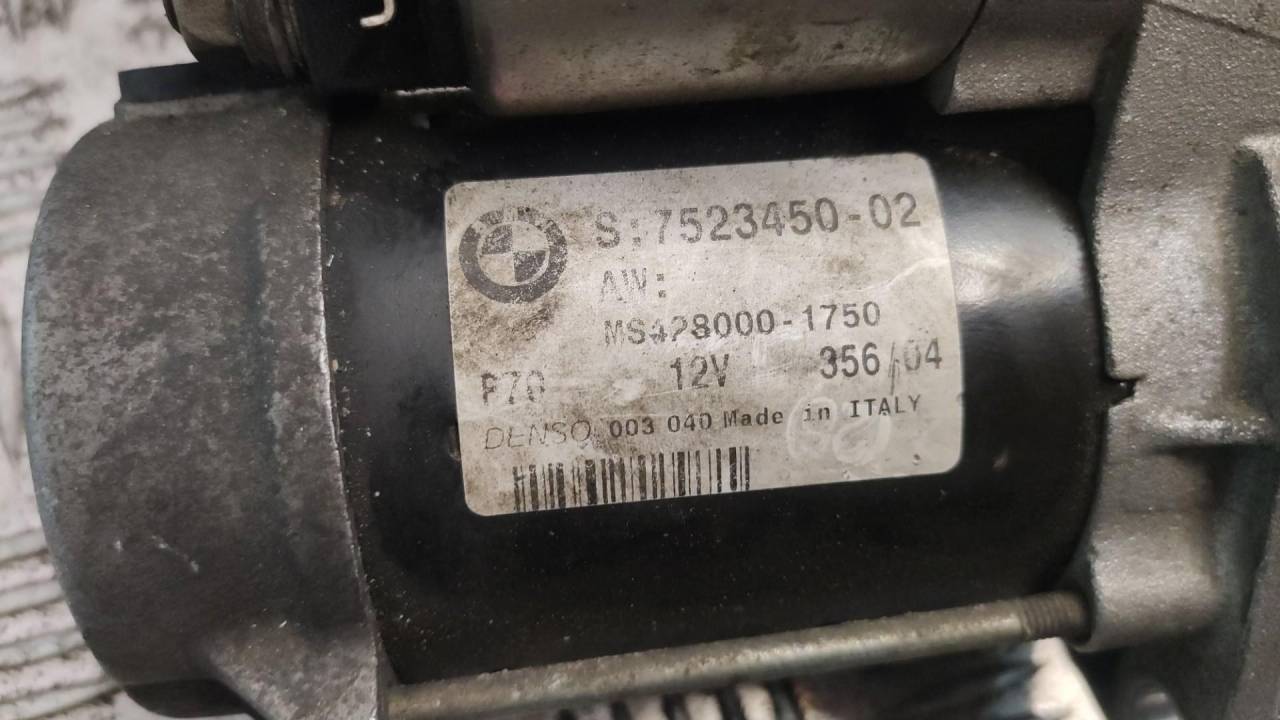 S:7523450-02
AW:
MS428000-1750
P70 12V 356/04
DENSO 003 040 Made in ITALY